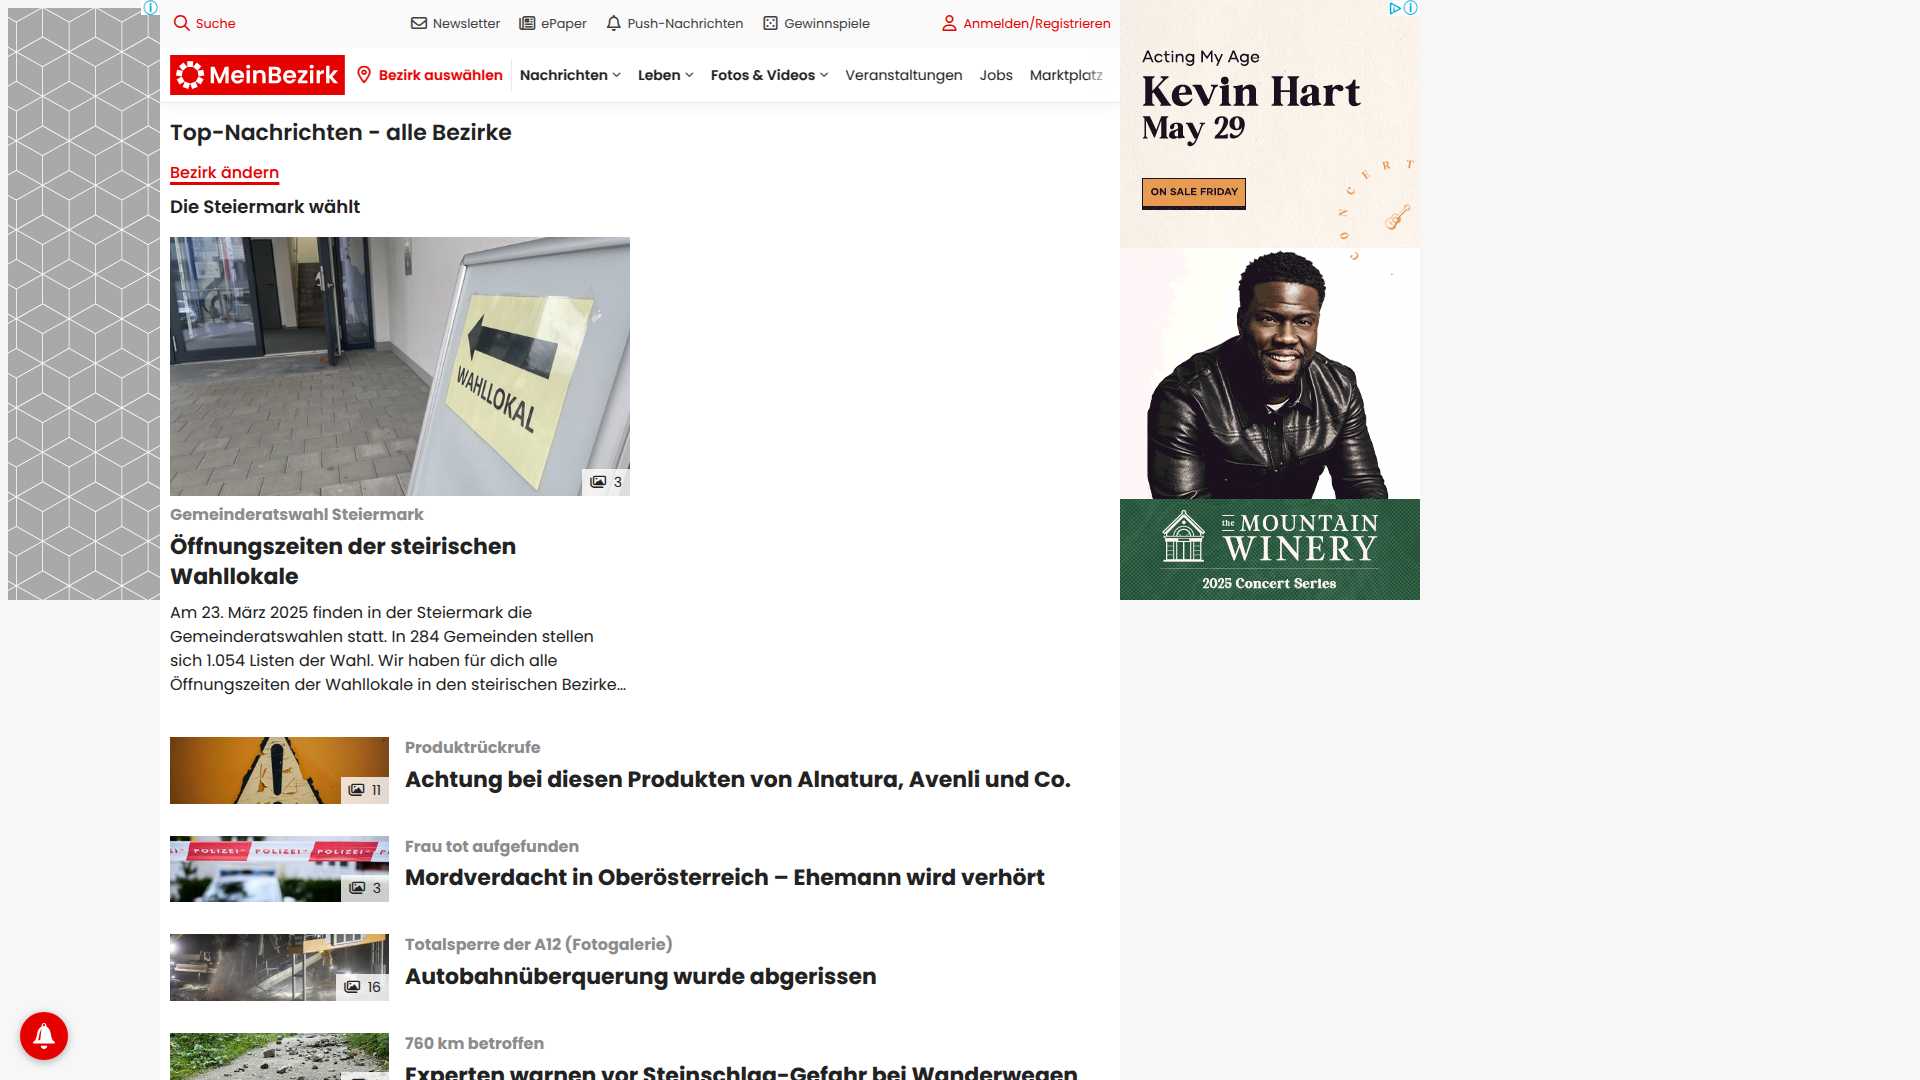 Suche
Newsletter
ePaper
Push-Nachrichten
Gewinnspiele
Anmelden/Registrieren
MeinBezirk
Bezirk auswählen
Nachrichten
Leben
Fotos & Videos
Veranstaltungen
Jobs
Marktplatz
Top-Nachrichten - alle Bezirke
Bezirk ändern
Die Steiermark wählt
WAHLLOKAL
3
Gemeinderatswahl Steiermark
Öffnungszeiten der steirischen
Wahllokale
Am 23. März 2025 finden in der Steiermark die
Gemeinderatswahlen statt. In 284 Gemeinden stellen
sich 1.054 Listen der Wahl. Wir haben für dich alle
Öffnungszeiten der Wahllokale in den steirischen Bezirke...
11
Produktrückrufe
Achtung bei diesen Produkten von Alnatura, Avenli und Co.
POLIZEI POLIZEI POLIZEI
3
Frau tot aufgefunden
Mordverdacht in Oberösterreich – Ehemann wird verhört
16
Totalsperre der A12 (Fotogalerie)
Autobahnüberquerung wurde abgerissen
760 km betroffen
Experten warnen vor Steinschlag-Gefahr bei Wanderwegen
Acting My Age
Kevin Hart
May 29
ON SALE FRIDAY
CONCERT
the MOUNTAIN
WINERY
2025 Concert Series